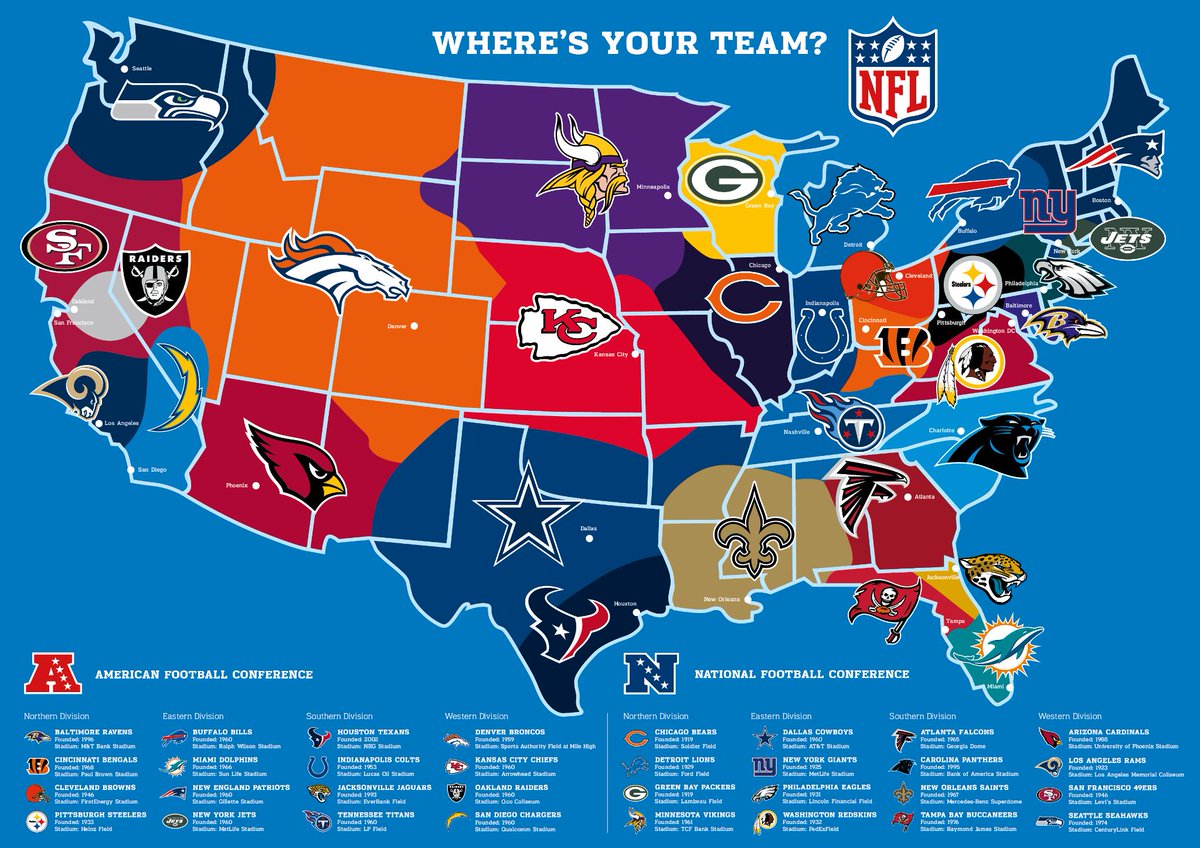 WHERE'S YOUR TEAM?
NFL
Seattle
Minneapolis
Green Bay
Detroit
Buffalo
NY
Boston
New York
JETS
NY
SF
RAIDERS
Oakland
San Francisco
Denver
KC
Kansas City
Chicago
C
G
Indianapolis
Cleveland
Cincinnati
Steelers
Pittsburgh
Philadelphia
Baltimore
B
Washington DC
Los Angeles
San Diego
Phoenix
Dallas
Houston
New Orleans
Nashville
T
Charlotte
Atlanta
Jacksonville
Tampa
Miami
A
AMERICAN FOOTBALL CONFERENCE
Northern Division
BALTIMORE RAVENS
Founded: 1996
Stadium: M&T Bank Stadium
CINCINNATI BENGALS
Founded: 1968
Stadium: Paul Brown Stadium
CLEVELAND BROWNS
Founded: 1946
Stadium: FirstEnergy Stadium
PITTSBURGH STEELERS
Founded: 1933
Stadium: Heinz Field
Eastern Division
BUFFALO BILLS
Founded: 1960
Stadium: Ralph Wilson Stadium
MIAMI DOLPHINS
Founded: 1966
Stadium: Sun Life Stadium
NEW ENGLAND PATRIOTS
Founded: 1960
Stadium: Gillette Stadium
NEW YORK JETS
Founded: 1960
Stadium: MetLife Stadium
Southern Division
HOUSTON TEXANS
Founded: 2002
Stadium: NRG Stadium
INDIANAPOLIS COLTS
Founded: 1953
Stadium: Lucas Oil Stadium
JACKSONVILLE JAGUARS
Founded: 1993
Stadium: EverBank Field
TENNESSEE TITANS
Founded: 1960
Stadium: LP Field
Western Division
DENVER BRONCOS
Founded: 1959
Stadium: Sports Authority Field at Mile High
KANSAS CITY CHIEFS
Founded: 1960
Stadium: Arrowhead Stadium
OAKLAND RAIDERS
Founded: 1960
Stadium: O.co Coliseum
SAN DIEGO CHARGERS
Founded: 1960
Stadium: Qualcomm Stadium
N
NATIONAL FOOTBALL CONFERENCE
Northern Division
CHICAGO BEARS
Founded: 1919
Stadium: Soldier Field
DETROIT LIONS
Founded: 1929
Stadium: Ford Field
GREEN BAY PACKERS
Founded: 1919
Stadium: Lambeau Field
MINNESOTA VIKINGS
Founded: 1961
Stadium: TCF Bank Stadium
Eastern Division
DALLAS COWBOYS
Founded: 1960
Stadium: AT&T Stadium
NEW YORK GIANTS
Founded: 1925
Stadium: MetLife Stadium
PHILADELPHIA EAGLES
Founded: 1931
Stadium: Lincoln Financial Field
WASHINGTON REDSKINS
Founded: 1932
Stadium: FedExField
Southern Division
ATLANTA FALCONS
Founded: 1965
Stadium: Georgia Dome
CAROLINA PANTHERS
Founded: 1995
Stadium: Bank of America Stadium
NEW ORLEANS SAINTS
Founded: 1967
Stadium: Mercedes-Benz Superdome
TAMPA BAY BUCCANEERS
Founded: 1976
Stadium: Raymond James Stadium
Western Division
ARIZONA CARDINALS
Founded: 1988
Stadium: University of Phoenix Stadium
LOS ANGELES RAMS
Founded: 1923
Stadium: Los Angeles Memorial Coliseum
SAN FRANCISCO 49ERS
Founded: 1946
Stadium: Levi's Stadium
SEATTLE SEAHAWKS
Founded: 1974
Stadium: CenturyLink Field